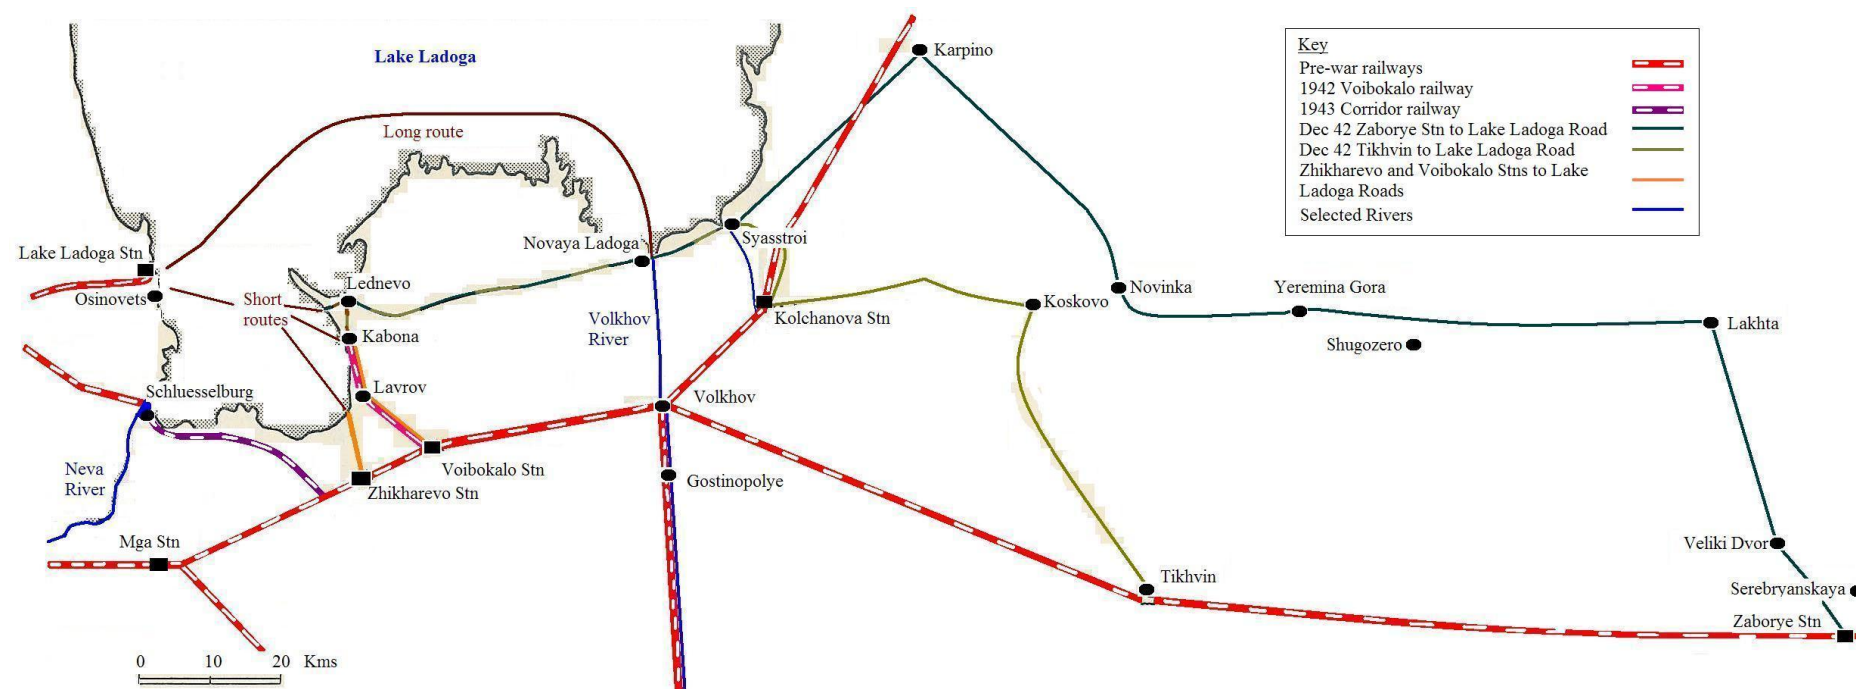 Lake Ladoga
Karpino
Key
Pre-war railways
1942 Voibokalo railway
1943 Corridor railway
Dec 42 Zaborye Stn to Lake Ladoga Road
Dec 42 Tikhvin to Lake Ladoga Road
Zhikharevo and Voibokalo Stns to Lake
Ladoga Roads
Selected Rivers
Long route
Lake Ladoga Stn
Osinovets
Short
routes
Lednevo
Kabona
Novaya Ladoga
Syasstroi
Volkhov
River
Kolchanova Stn
Koskovo
Novinka
Yeremina Gora
Shugozero
Lakhta
Schluesselburg
Lavrov
Volkhov
Voibokalo Stn
Zhikharevo Stn
Gostinopolye
Neva
River
Mga Stn
Tikhvin
Veliki Dvor
Serebryanskaya
Zaborye Stn
0 10 20 Kms